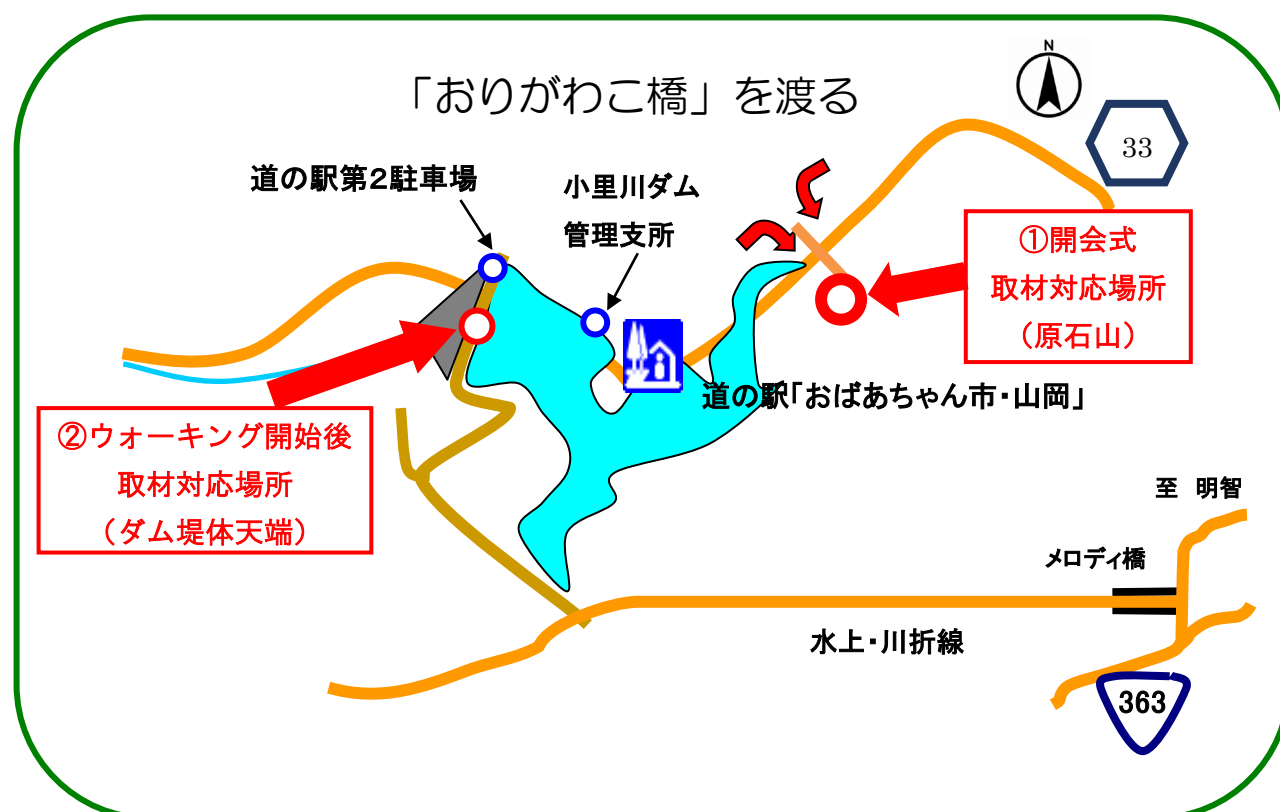 「おりがわこ橋」を渡る
N
33
道の駅第2駐車場
小里川ダム
管理支所
①開会式
取材対応場所
（原石山）
道の駅「おばあちゃん市・山岡」
②ウォーキング開始後
取材対応場所
（ダム堤体天端）
至　明智
メロディ橋
水上・川折線
363